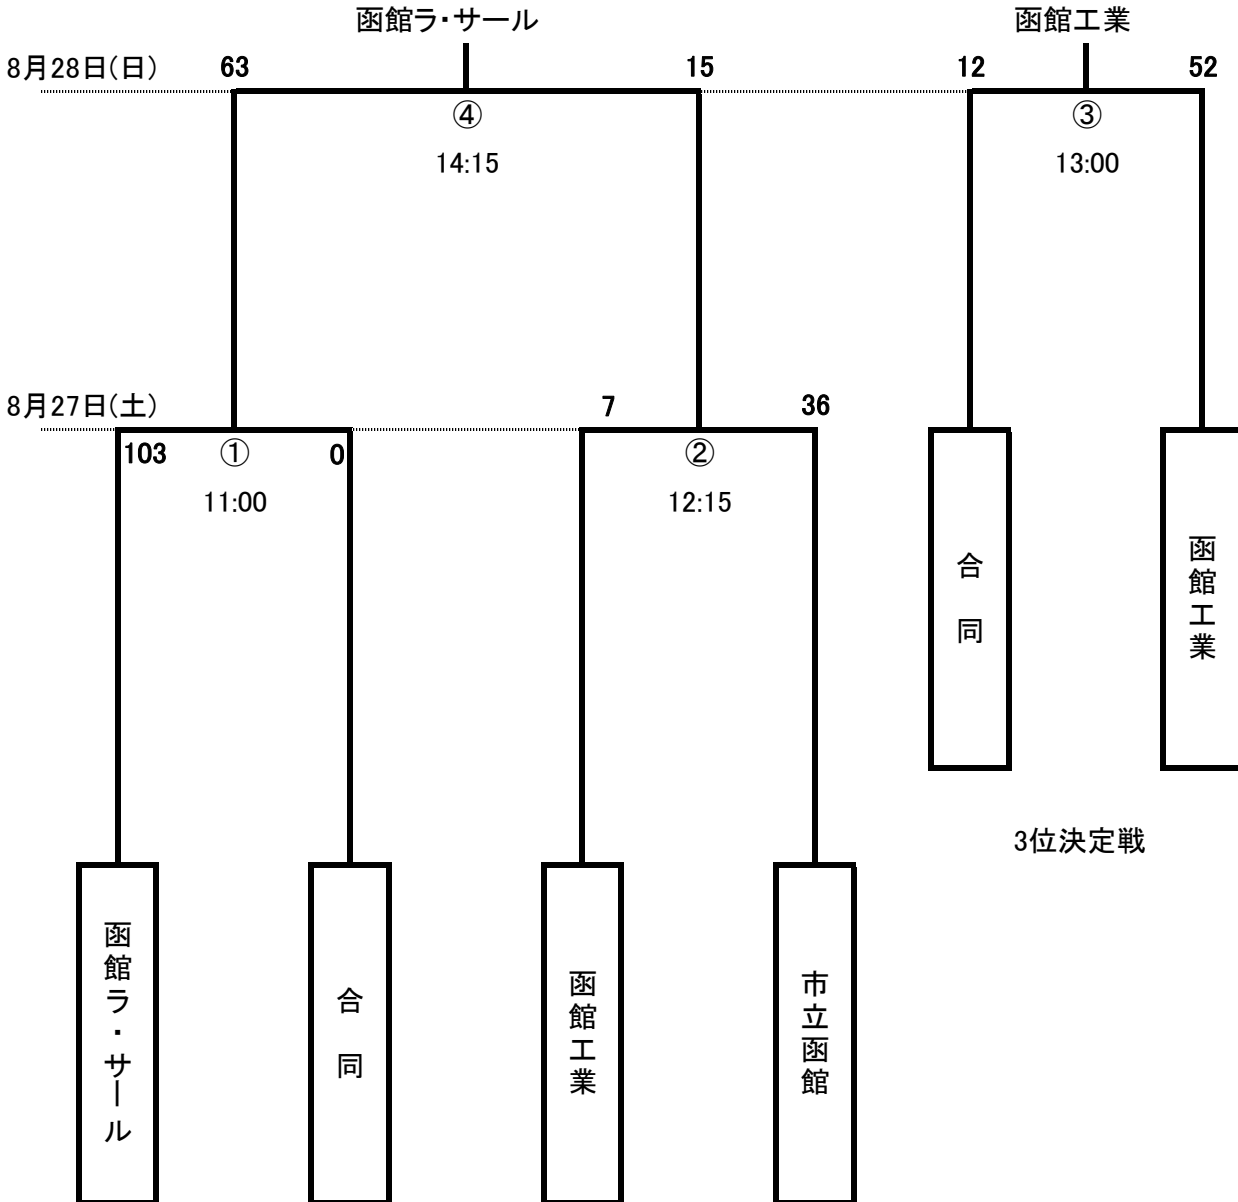 函館ラ・サール
函館工業
8月28日(日)
63
15
12
52
④
③
14:15
13:00
8月27日(土)
7
36
103
①
0
②
11:00
12:15
合同
函館工業
3位決定戦
函館ラ・サール
合同
函館工業
市立函館